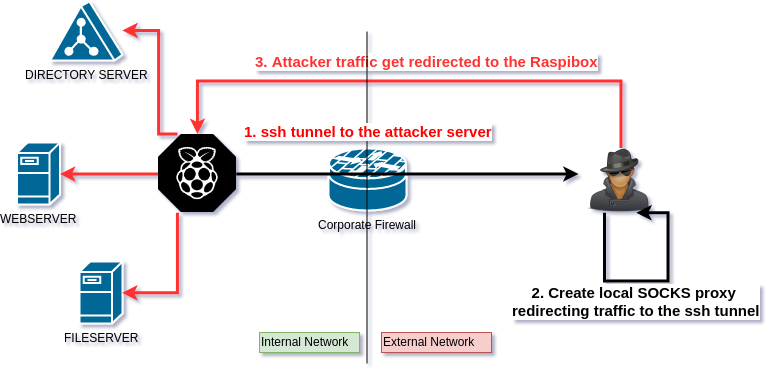 3. Attacker traffic get redirected to the Raspibox
DIRECTORY SERVER
1. ssh tunnel to the attacker server
WEBSERVER
Corporate Firewall
2. Create local SOCKS proxy
redirecting traffic to the ssh tunnel
FILESERVER
Internal Network
External Network